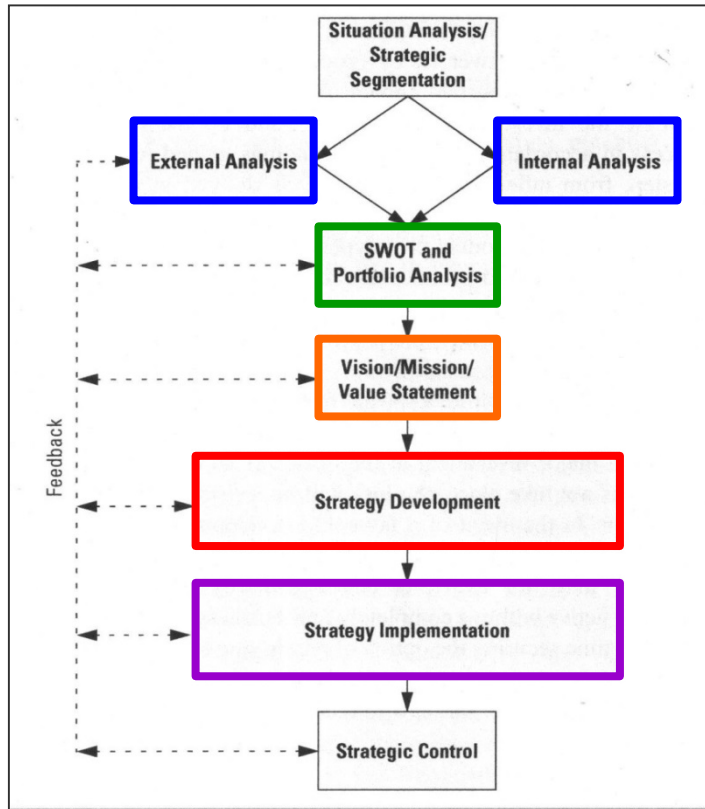 Situation Analysis/
Strategic
Segmentation
External Analysis
Internal Analysis
SWOT and
Portfolio Analysis
Vision/Mission/
Value Statement
Feedback
Strategy Development
Strategy Implementation
Strategic Control